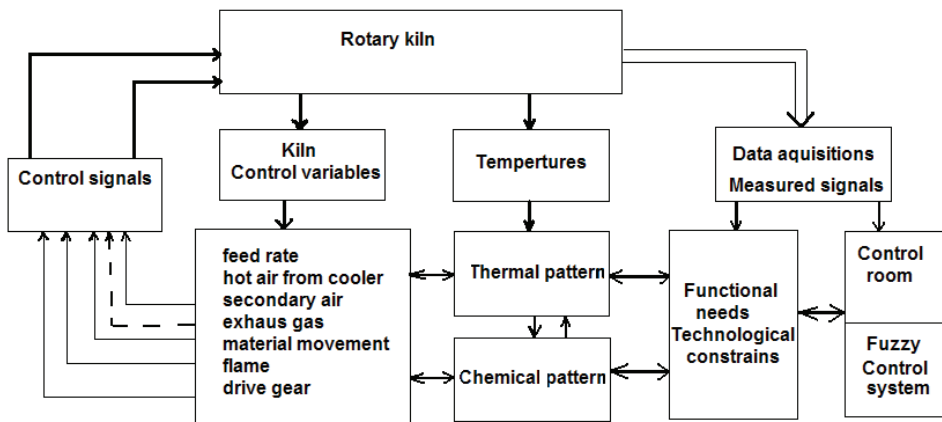 Rotary kiln
Control signals
Kiln
Control variables
Tempertures
Data aquisitions
Measured signals
feed rate
hot air from cooler
secondary air
exhaus gas
material movement
flame
drive gear
Thermal pattern
Chemical pattern
Functional
needs
Technological
constrains
Control
room
Fuzzy
Control
system